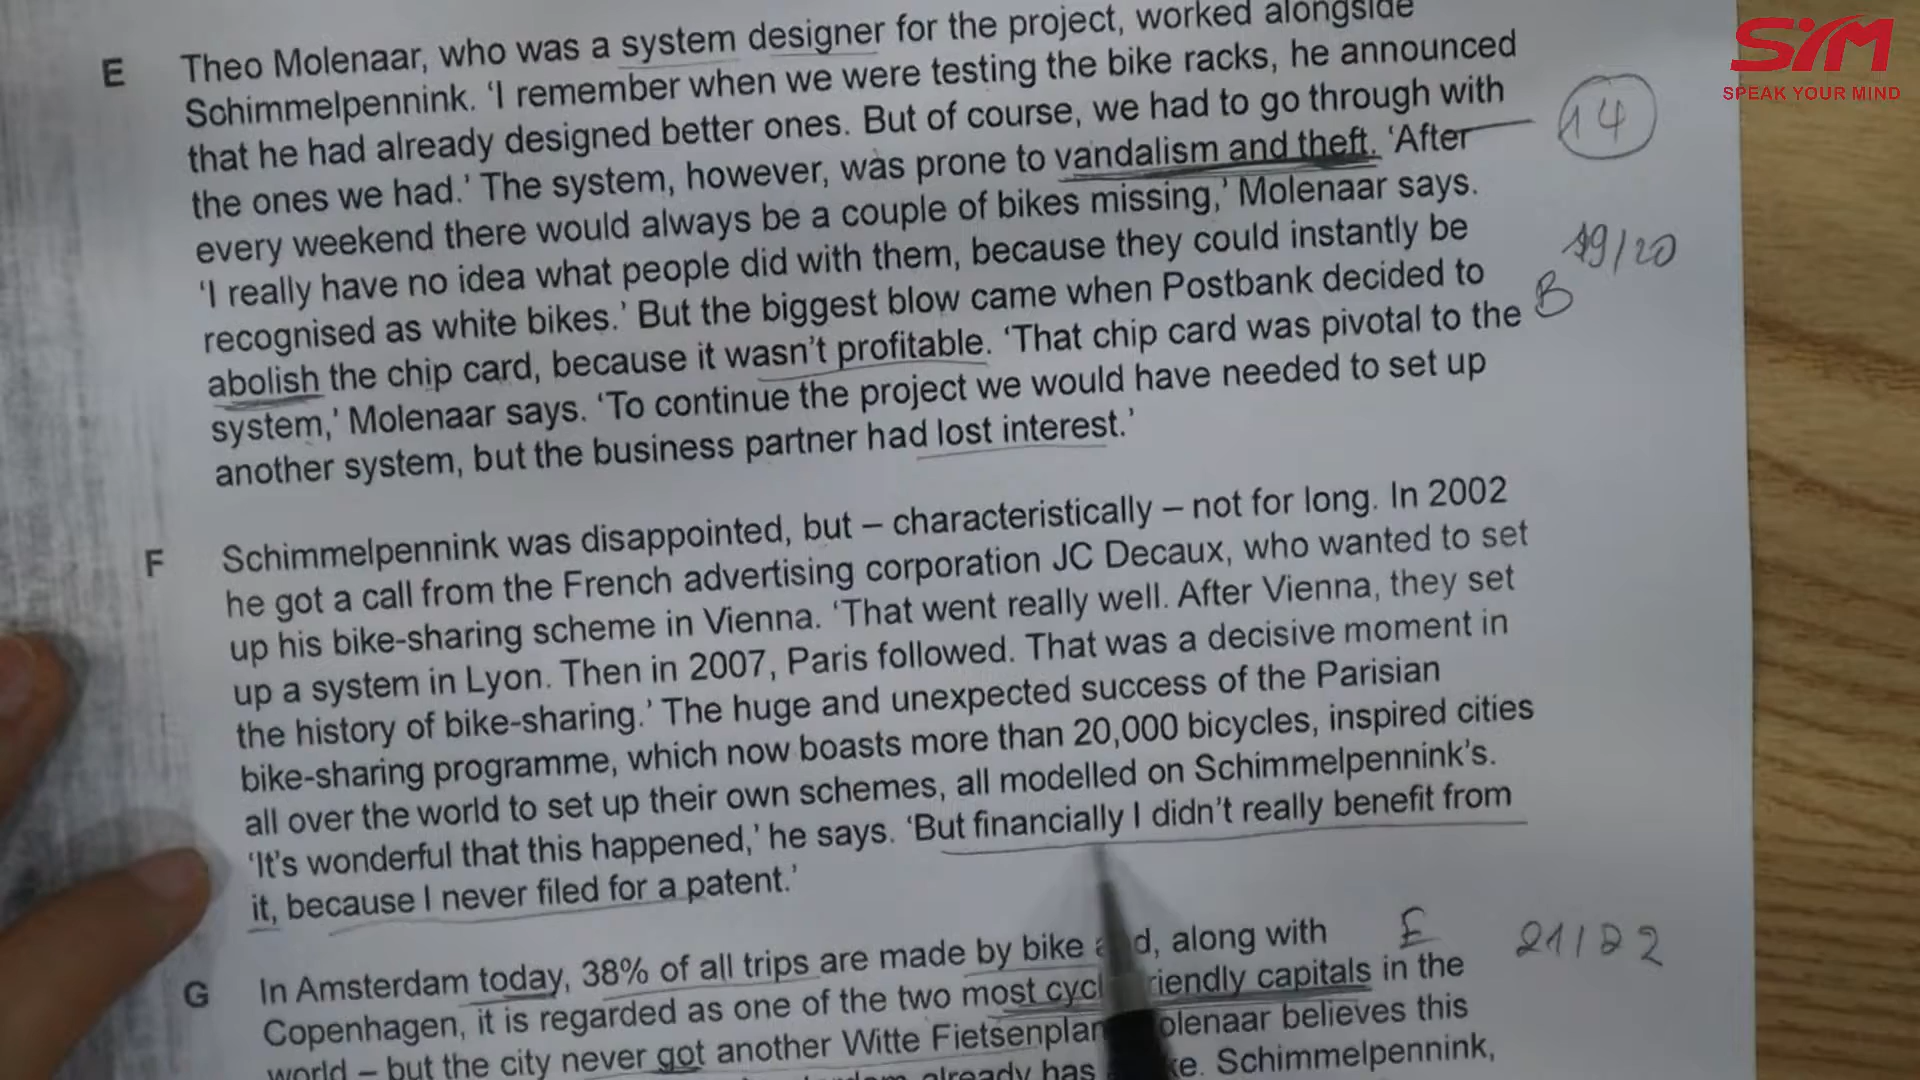 SIM
SPEAK YOUR MIND
E Theo Molenaar, who was a system designer for the project, worked alongside
Schimmelpennink. ‘I remember when we were testing the bike racks, he announced
that he had already designed better ones. But of course, we had to go through with
the ones we had.’ The system, however, was prone to vandalism and theft. ‘After
every weekend there would always be a couple of bikes missing,’ Molenaar says.
‘I really have no idea what people did with them, because they could instantly be
recognised as white bikes.’ But the biggest blow came when Postbank decided to
abolish the chip card, because it wasn’t profitable. ‘That chip card was pivotal to the
system,’ Molenaar says. ‘To continue the project we would have needed to set up
another system, but the business partner had lost interest.’
14
19/20
B
F Schimmelpennink was disappointed, but – characteristically – not for long. In 2002
he got a call from the French advertising corporation JC Decaux, who wanted to set
up his bike-sharing scheme in Vienna. ‘That went really well. After Vienna, they set
up a system in Lyon. Then in 2007, Paris followed. That was a decisive moment in
the history of bike-sharing.’ The huge and unexpected success of the Parisian
bike-sharing programme, which now boasts more than 20,000 bicycles, inspired cities
all over the world to set up their own schemes, all modelled on Schimmelpennink’s.
‘It’s wonderful that this happened,’ he says. ‘But financially I didn’t really benefit from
it, because I never filed for a patent.’
E 21/22
G In Amsterdam today, 38% of all trips are made by bike and, along with
Copenhagen, it is regarded as one of the two most cycle-friendly capitals in the
world – but the city never got another Witte Fietsenplan. Molenaar believes this
already has Schimmelpennink,